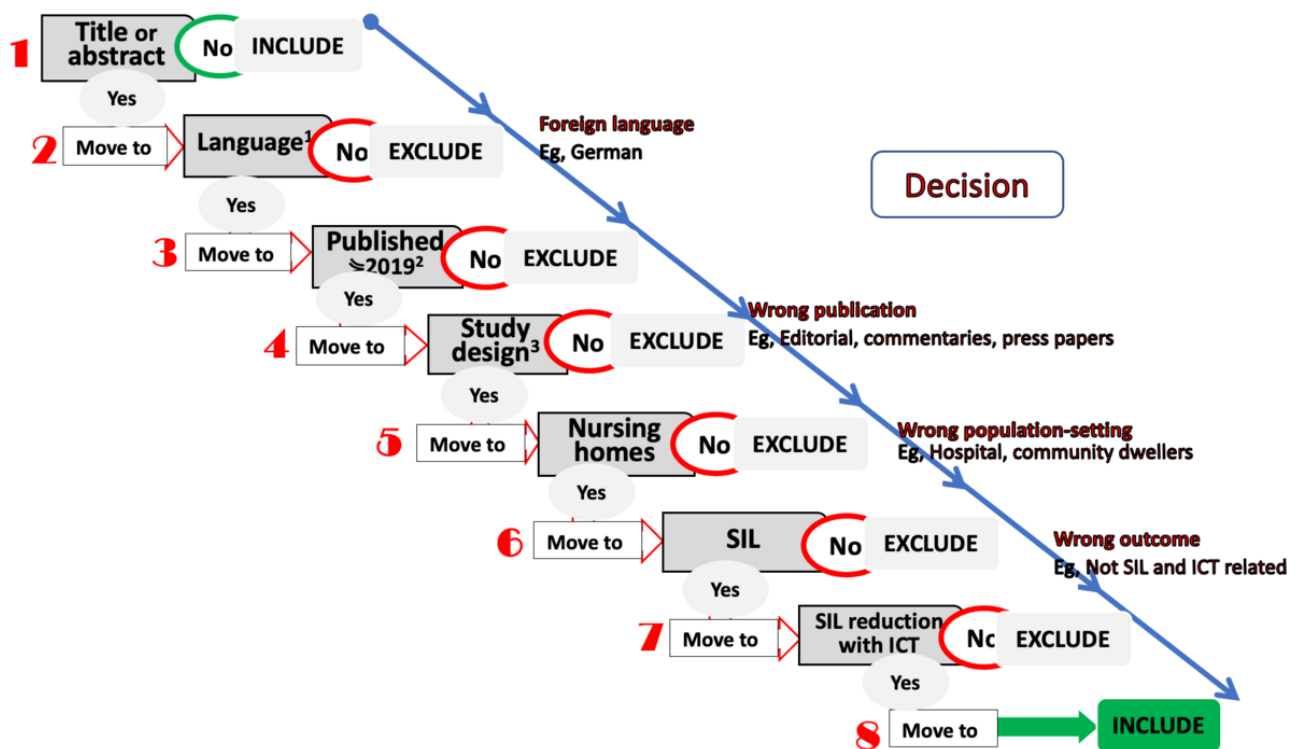 1
Title or
abstract
No
INCLUDE
Yes
2
Move to
Language¹
No
EXCLUDE
Foreign language
Eg, German
Decision
Yes
3
Move to
Published
⩾2019²
No
EXCLUDE
Yes
4
Move to
Study
design³
No
EXCLUDE
Wrong publication
Eg, Editorial, commentaries, press papers
Yes
5
Move to
Nursing
homes
No
EXCLUDE
Wrong population-setting
Eg, Hospital, community dwellers
Yes
6
Move to
SIL
No
EXCLUDE
Wrong outcome
Eg, Not SIL and ICT related
Yes
7
Move to
SIL reduction
with ICT
No
EXCLUDE
Yes
8
Move to
INCLUDE